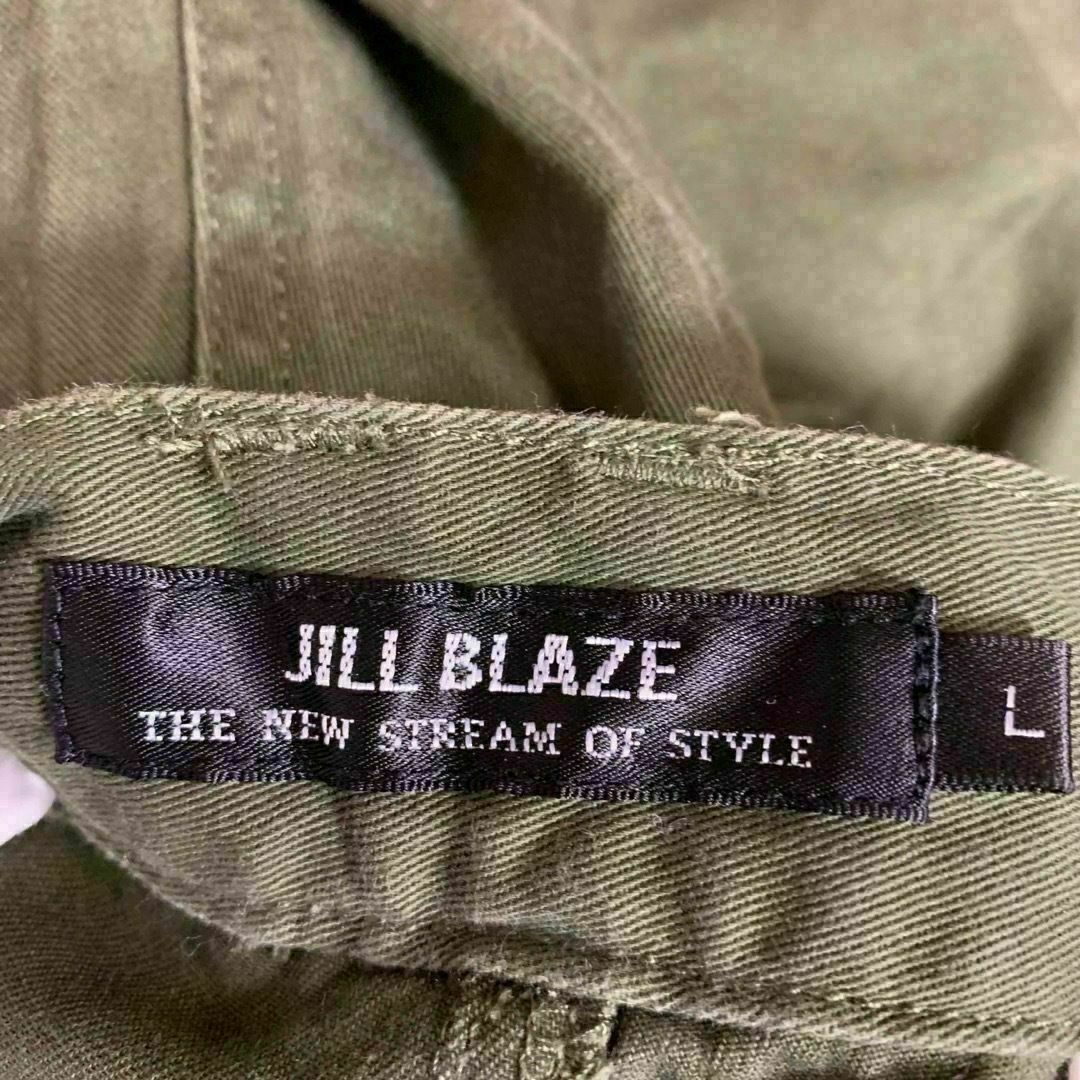 JILL BLAZE
THE NEW STREAM OF STYLE
L